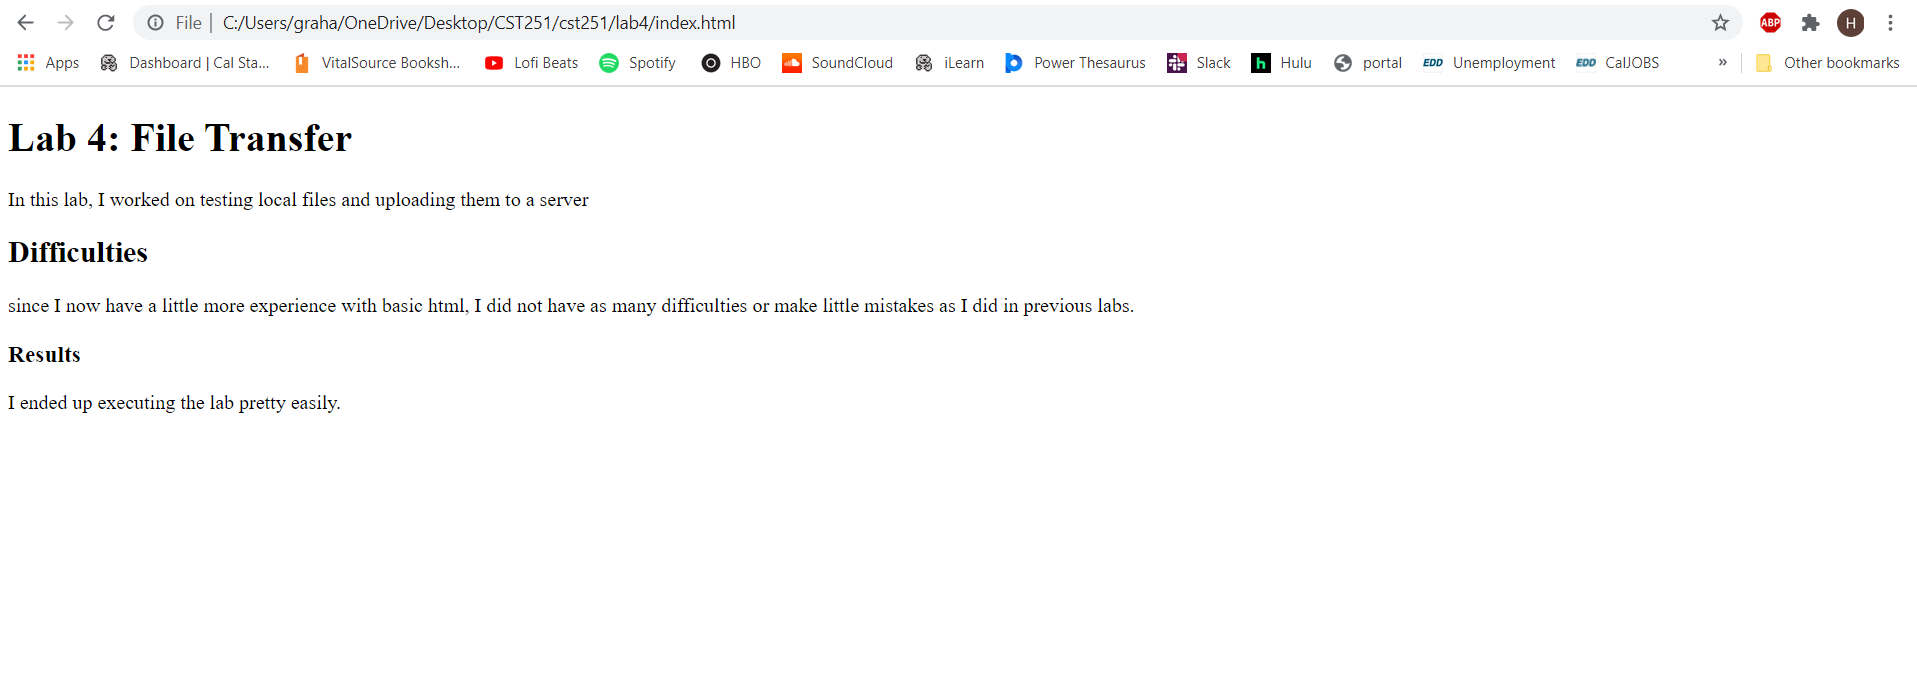 File | C:/Users/graha/OneDrive/Desktop/CST251/cst251/lab4/index.html ABP H
Apps Dashboard | Cal Sta... VitalSource Booksh... Lofi Beats Spotify HBO SoundCloud iLearn Power Thesaurus Slack h Hulu portal EDD Unemployment EDD CalJOBS » Other bookmarks
Lab 4: File Transfer
In this lab, I worked on testing local files and uploading them to a server
Difficulties
since I now have a little more experience with basic html, I did not have as many difficulties or make little mistakes as I did in previous labs.
Results
I ended up executing the lab pretty easily.